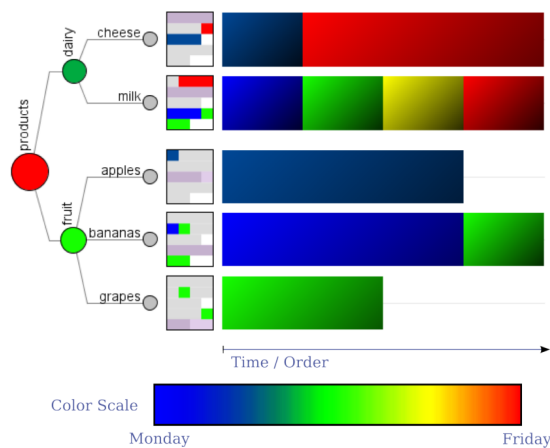 products
dairy
cheese
milk
fruit
apples
bananas
grapes
Time / Order
Color Scale
Monday
Friday